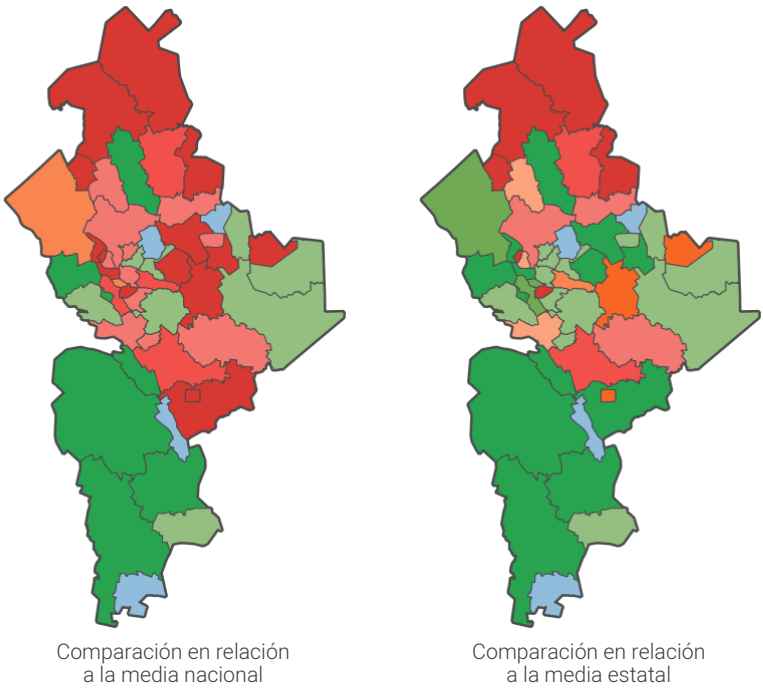 Comparación en relación
a la media nacional
Comparación en relación
a la media estatal